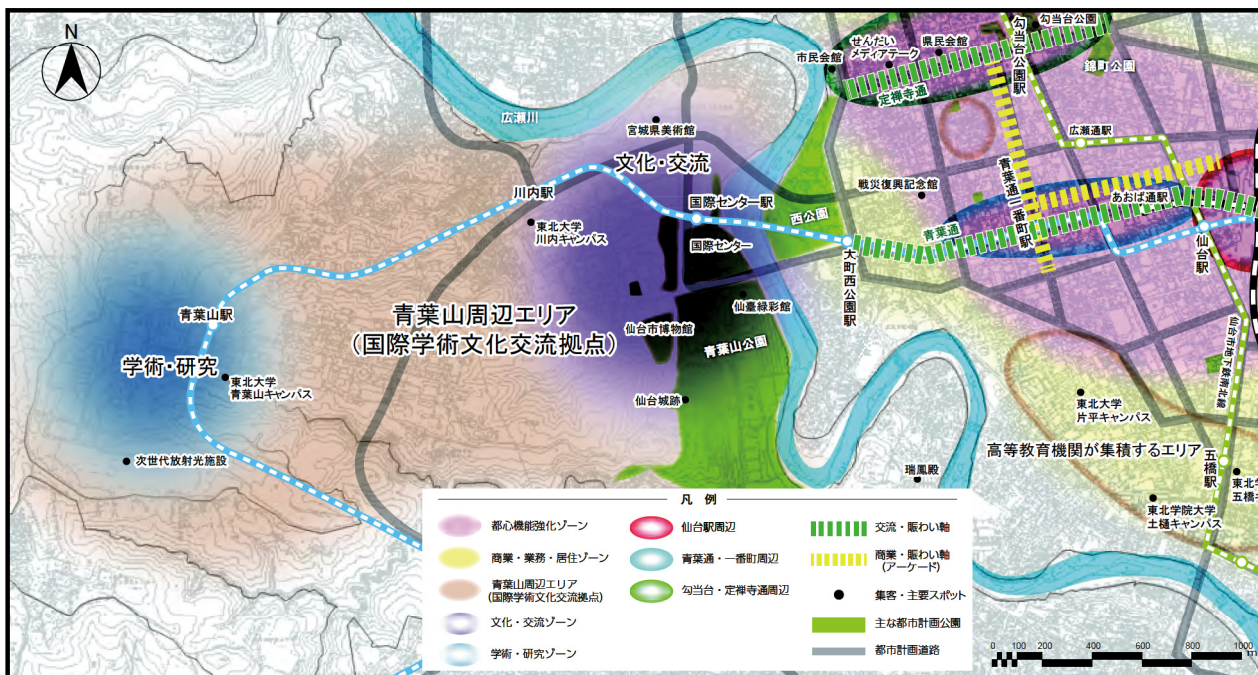 N
勾当台公園
勾当台公園駅
市民会館
せんだい
メディアテーク
県民会館
定禅寺通
錦町公園
広瀬川
宮城県美術館
文化・交流
広瀬通駅
青葉通一番町駅
戦災復興記念館
川内駅
国際センター駅
西公園
あおば通駅
東北大学
川内キャンパス
国際センター
青葉通
大町西公園駅
仙台駅
青葉山駅
青葉山周辺エリア
（国際学術文化交流拠点）
仙臺緑彩館
仙台市博物館
青葉山公園
仙台市地下鉄南北線
学術・研究
東北大学
青葉山キャンパス
仙台城跡
東北大学
片平キャンパス
高等教育機関が集積するエリア
五橋駅
次世代放射光施設
瑞鳳殿
東北学
五橋キ
東北学院大学
土樋キャンパス
凡 例
都心機能強化ゾーン
商業・業務・居住ゾーン
青葉山周辺エリア
(国際学術文化交流拠点)
文化・交流ゾーン
学術・研究ゾーン
仙台駅周辺
青葉通・一番町周辺
勾当台・定禅寺通周辺
交流・賑わい軸
商業・賑わい軸
(アーケード)
集客・主要スポット
主な都市計画公園
都市計画道路
0 100 200 400 600 800 1000
m